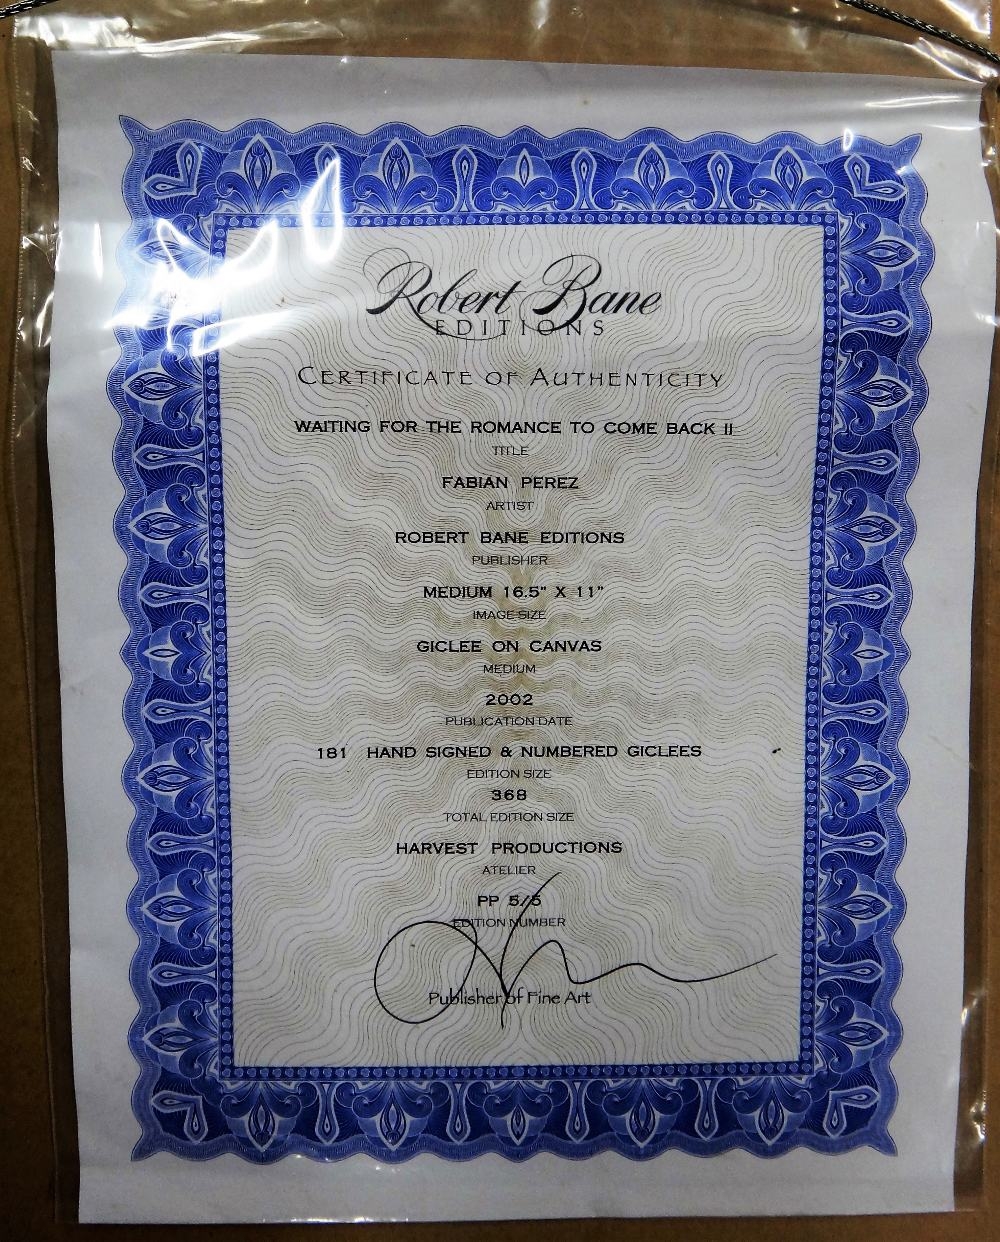 Robert Bane
EDITIONS
CERTIFICATE OF AUTHENTICITY
WAITING FOR THE ROMANCE TO COME BACK II
TITLE
FABIAN PEREZ
ARTIST
ROBERT BANE EDITIONS
PUBLISHER
MEDIUM 16.5" X 11"
IMAGE SIZE
GICLEE ON CANVAS
MEDIUM
2002
PUBLICATION DATE
181 HAND SIGNED & NUMBERED GICLEES
EDITION SIZE
368
TOTAL EDITION SIZE
HARVEST PRODUCTIONS
ATELIER
PP 5/5
EDITION NUMBER
Publisher of Fine Art